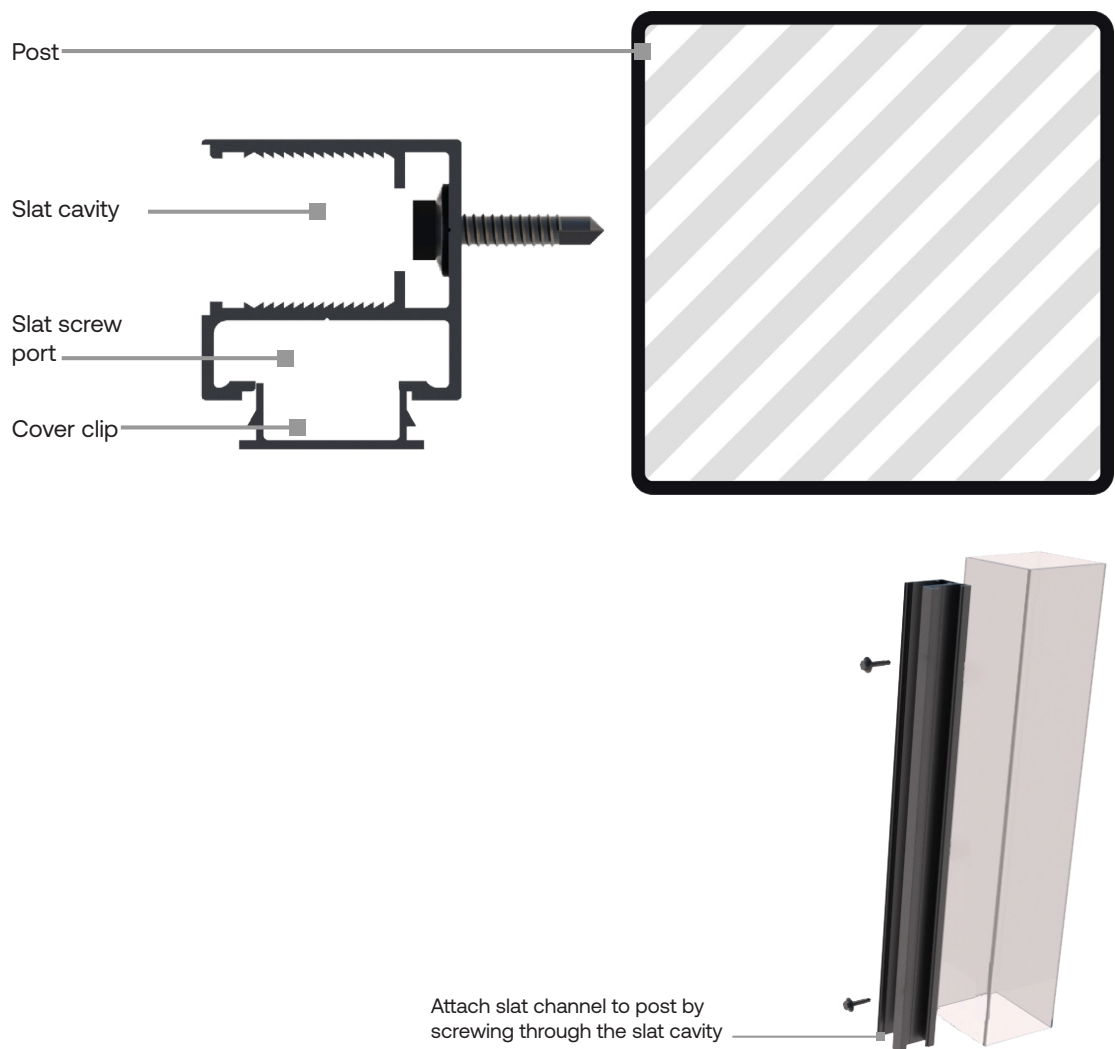 Post
Slat cavity
Slat screw
port
Cover clip
Attach slat channel to post by
screwing through the slat cavity